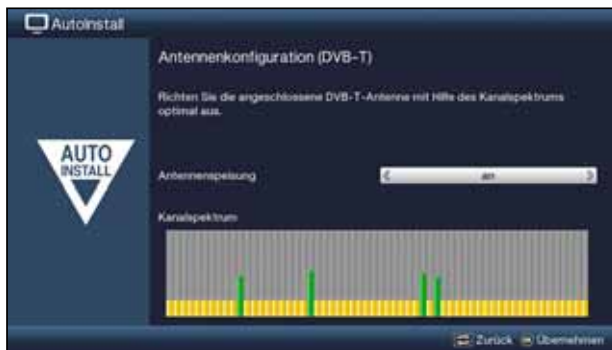 AutoInstall
Antennenkonfiguration (DVB-T)
Richten Sie die angeschlossene DVB-T-Antenne mit Hilfe des Kanalspektrums
optimal aus.
AUTO
INSTALL
Antennenspeisung
< an >
Kanalspektrum
Zurück Übernehmen